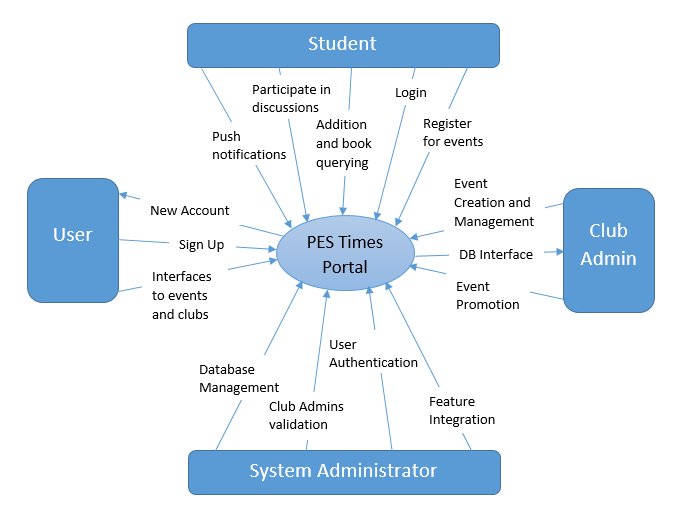 Student
Participate in
discussions
Login
Push
notifications
Addition
and book
querying
Register
for events
User
New Account
Sign Up
Interfaces
to events
and clubs
PES Times
Portal
Event
Creation and
Management
DB Interface
Event
Promotion
Club
Admin
Database
Management
Club Admins
validation
User
Authentication
Feature
Integration
System Administrator